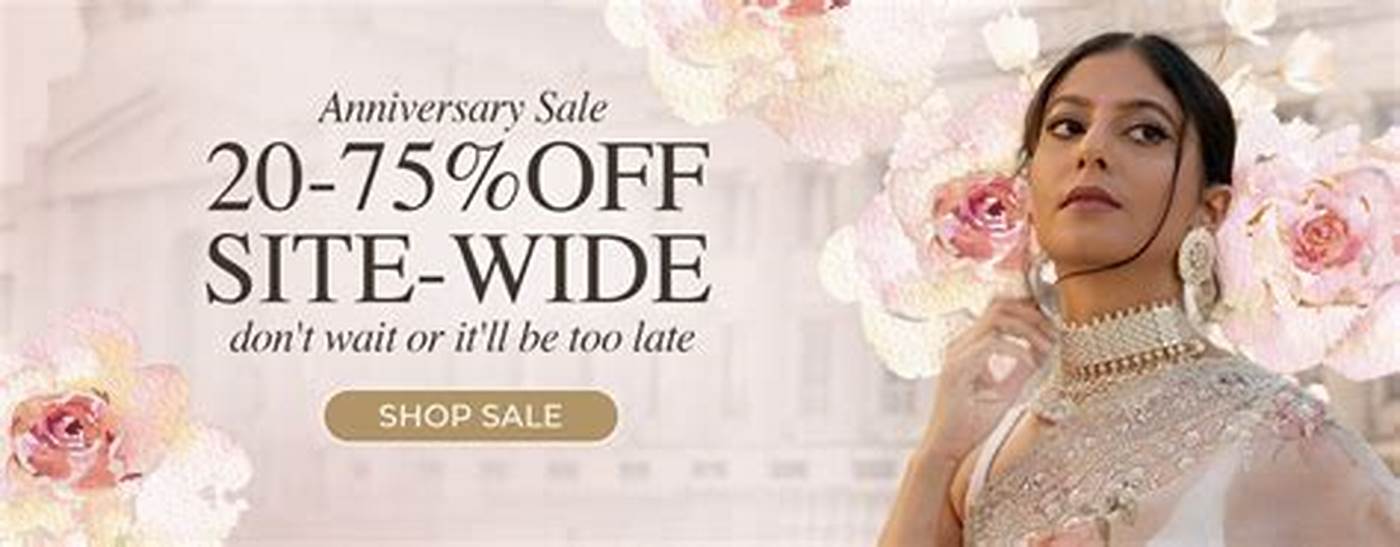 Anniversary Sale
20-75%OFF
SITE-WIDE
don't wait or it'll be too late
SHOP SALE